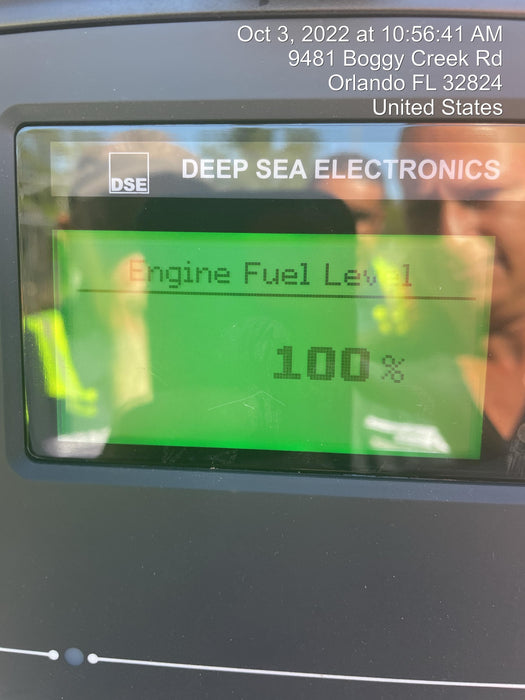 Oct 3, 2022 at 10:56:41 AM
9481 Boggy Creek Rd
Orlando FL 32824
United States
DSE DEEP SEA ELECTRONICS
Engine Fuel Level
100%